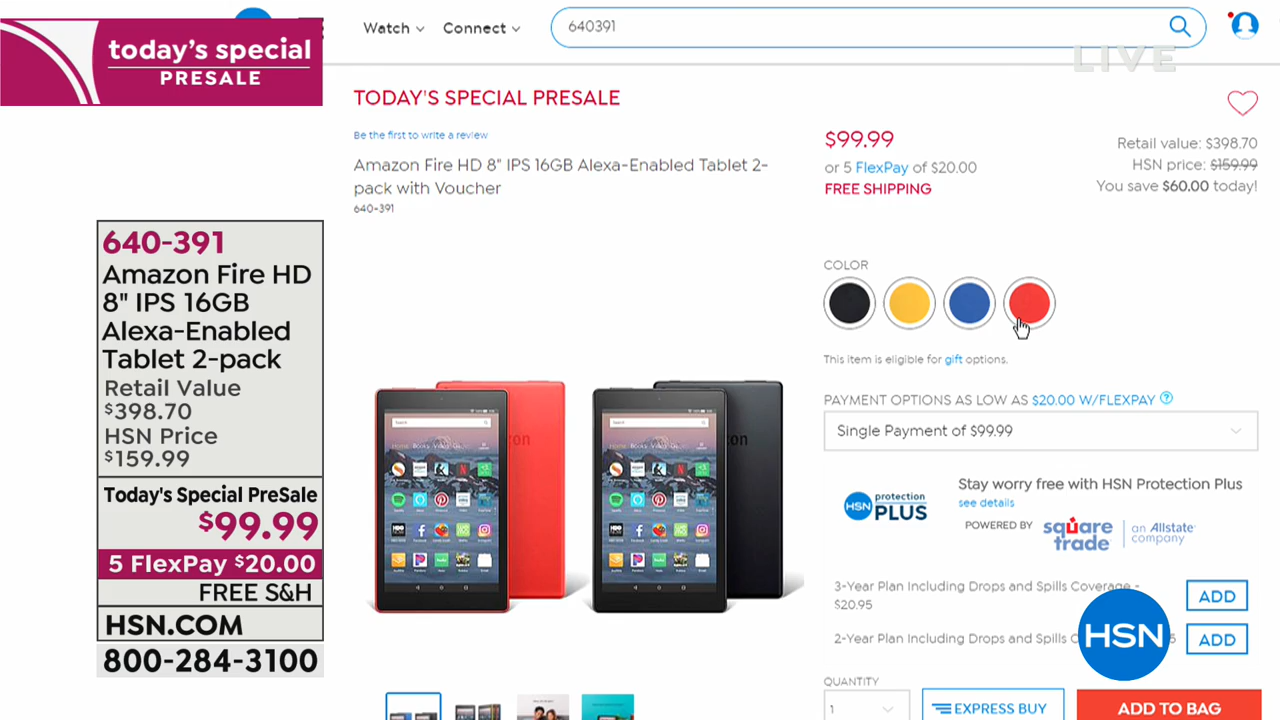 today's special
PRESALE
Watch
Connect
640391
LIVE
TODAY'S SPECIAL PRESALE
Be the first to write a review
Amazon Fire HD 8" IPS 16GB Alexa-Enabled Tablet 2-
pack with Voucher
640-391
$99.99
or 5 FlexPay of $20.00
FREE SHIPPING
Retail value: $398.70
HSN price: $159.99
You save $60.00 today!
640-391
Amazon Fire HD
8" IPS 16GB
Alexa-Enabled
Tablet 2-pack
Retail Value
$398.70
HSN Price
$159.99
Today's Special PreSale
$99.99
5 FlexPay $20.00
FREE S&H
HSN.COM
800-284-3100
COLOR
This item is eligible for gift options.
PAYMENT OPTIONS AS LOW AS $20.00 W/FLEXPAY ?
Single Payment of $99.99
HSN protection PLUS
Stay worry free with HSN Protection Plus
see details
POWERED BY
square trade
an Allstate company
3-Year Plan Including Drops and Spills Coverage -
$20.95
ADD
2-Year Plan Including Drops and Spills
ADD
HSN
QUANTITY
1
EXPRESS BUY
ADD TO BAG